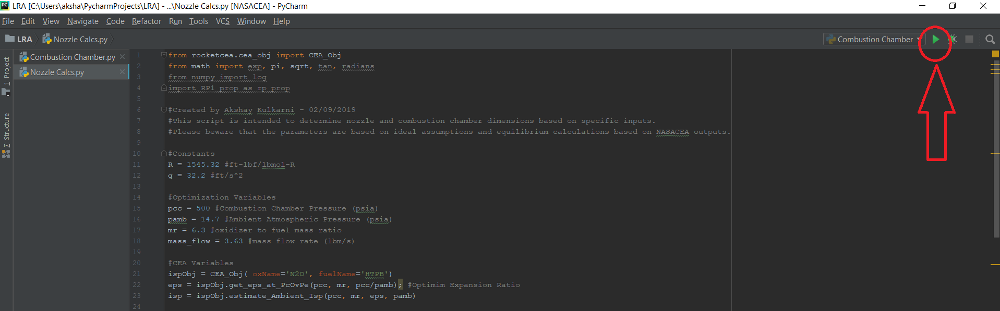 PC LRA [C:\Users\aksha\PycharmProjects\LRA] - ...\Nozzle Calcs.py [NASACEA] - PyCharm
File Edit View Navigate Code Refactor Run Tools VCS Window Help
LRA Nozzle Calcs.py Combustion Chamber
1: Project
7: Structure
Combustion Chamber.py
Nozzle Calcs.py
1 from rocketcea.cea_obj import CEA_Obj
2 from math import exp, pi, sqrt, tan, radians
3 from numpy import log
4 import RP1_prop as rp_prop
5
6 #Created by Akshay Kulkarni - 02/09/2019
7 #This script is intended to determine nozzle and combustion chamber dimensions based on specific inputs.
8 #Please beware that the parameters are based on ideal assumptions and equilibrium calculations based on NASACEA outputs.
9
10 #Constants
11 R = 1545.32 #ft-lbf/lbmol-R
12 g = 32.2 #ft/s^2
13
14 #Optimization Variables
15 pcc = 500 #Combustion Chamber Pressure (psia)
16 pamb = 14.7 #Ambient Atmospheric Pressure (psia)
17 mr = 6.3 #oxidizer to fuel mass ratio
18 mass_flow = 3.63 #mass flow rate (lbm/s)
19
20 #CEA Variables
21 ispObj = CEA_Obj( oxName='N2O', fuelName='HTPB')
22 eps = ispObj.get_eps_at_PcOvPe(pcc, mr, pcc/pamb); #Optimim Expansion Ratio
23 isp = ispObj.estimate_Ambient_Isp(pcc, mr, eps, pamb)
24